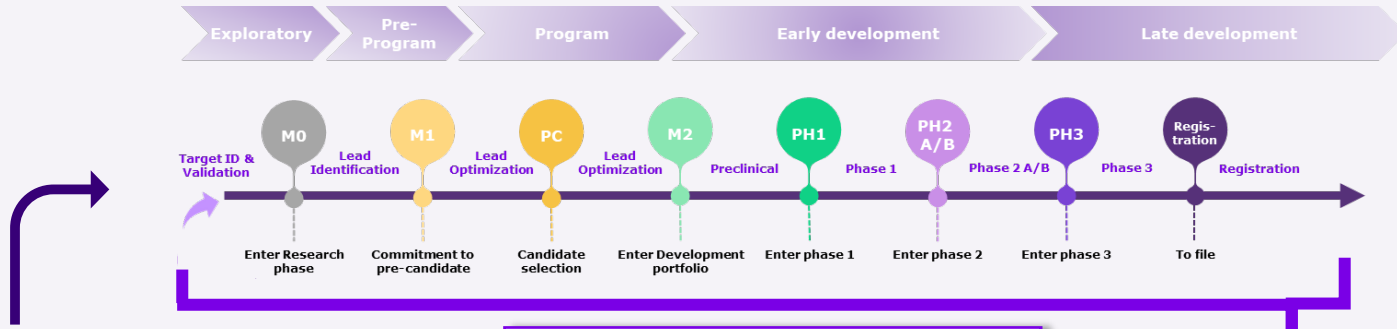 Exploratory
Pre-
Program
Program
Early development
Late development
M0
M1
PC
M2
PH1
PH2
A/B
PH3
Regis-
tration
Target ID &
Validation
Lead
Identification
Lead
Optimization
Lead
Optimization
Preclinical
Phase 1
Phase 2 A/B
Phase 3
Registration
Enter Research
phase
Commitment to
pre-candidate
Candidate
selection
Enter Development
portfolio
Enter phase 1
Enter phase 2
Enter phase 3
To file